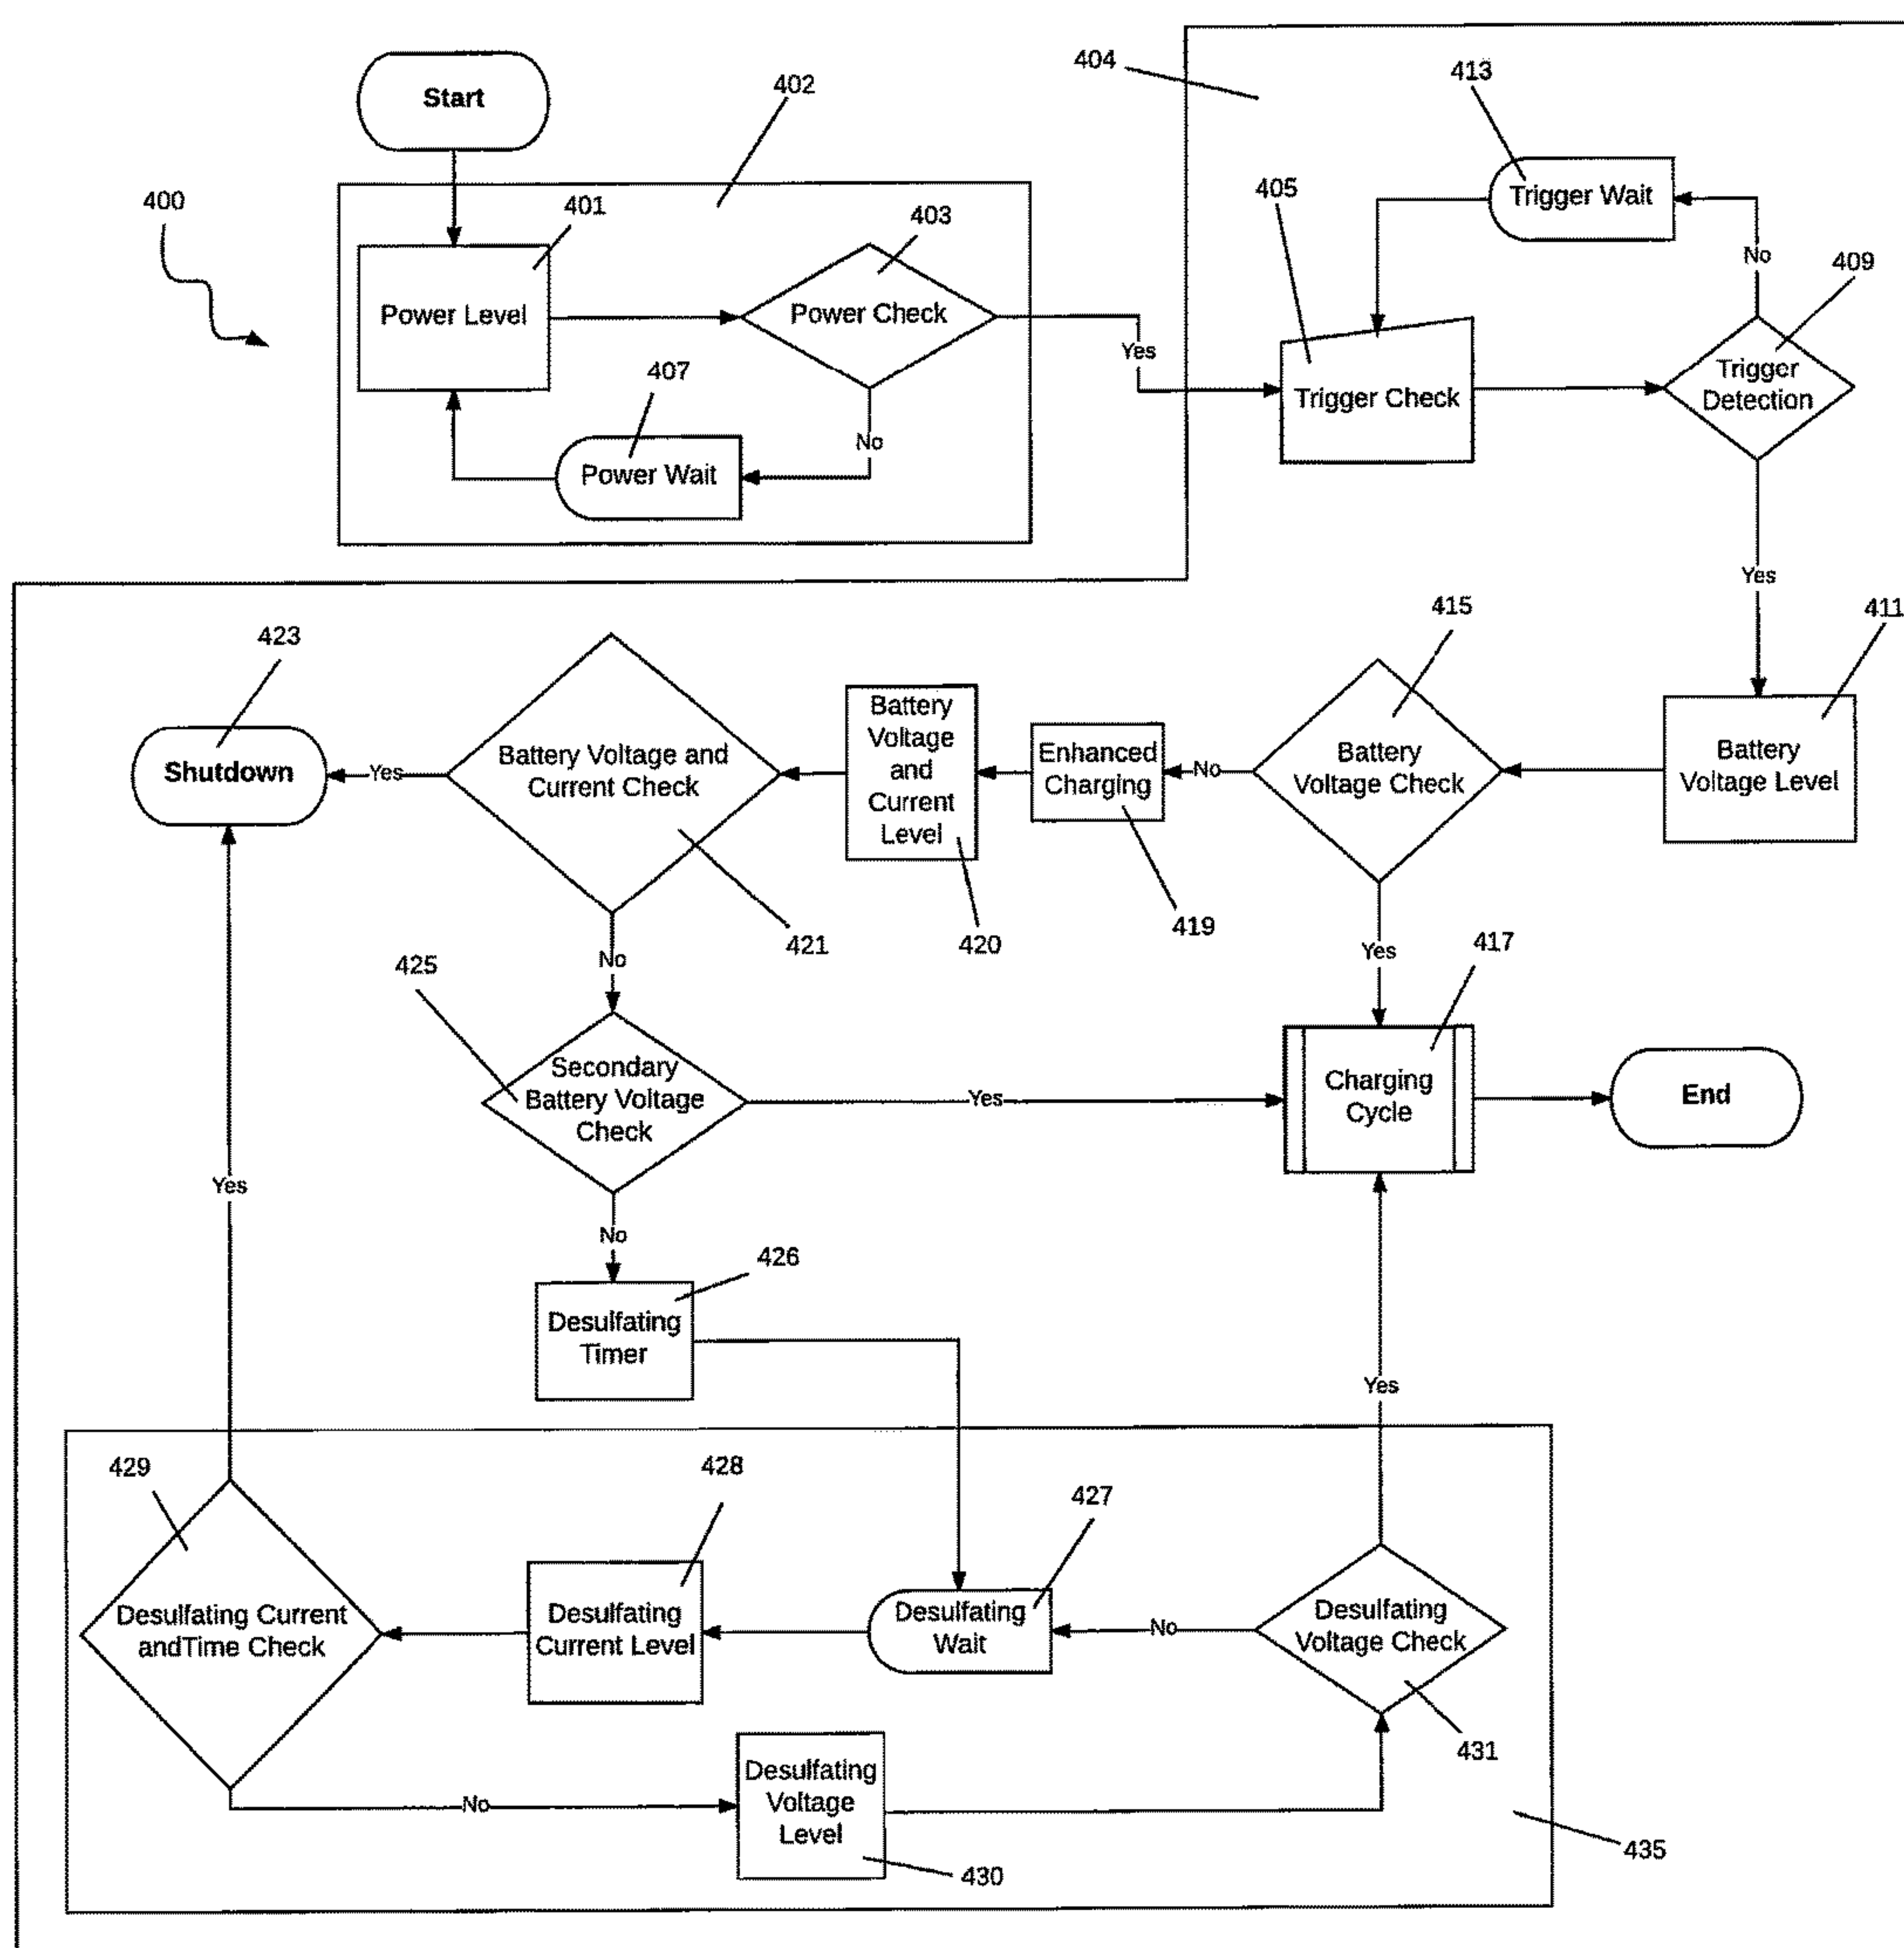 Start
402
404
413
400
401
403
405
Trigger Wait
No
409
Power Level
Power Check
Yes
407
Trigger Check
Trigger
Detection
No
Power Wait
Yes
423
415
411
Shutdown
Yes
Battery Voltage and
Current Check
Battery
Voltage
and
Current
Level
Enhanced
Charging
No
Battery
Voltage Check
Battery
Voltage Level
421
420
419
No
Yes
417
425
Secondary
Battery Voltage
Check
Yes
Charging
Cycle
End
Yes
No
426
Desulfating
Timer
Yes
429
428
427
Desulfating Current
andTime Check
Desulfating
Current Level
Desulfating
Wait
No
Desulfating
Voltage Check
431
No
Desulfating
Voltage
Level
430
435